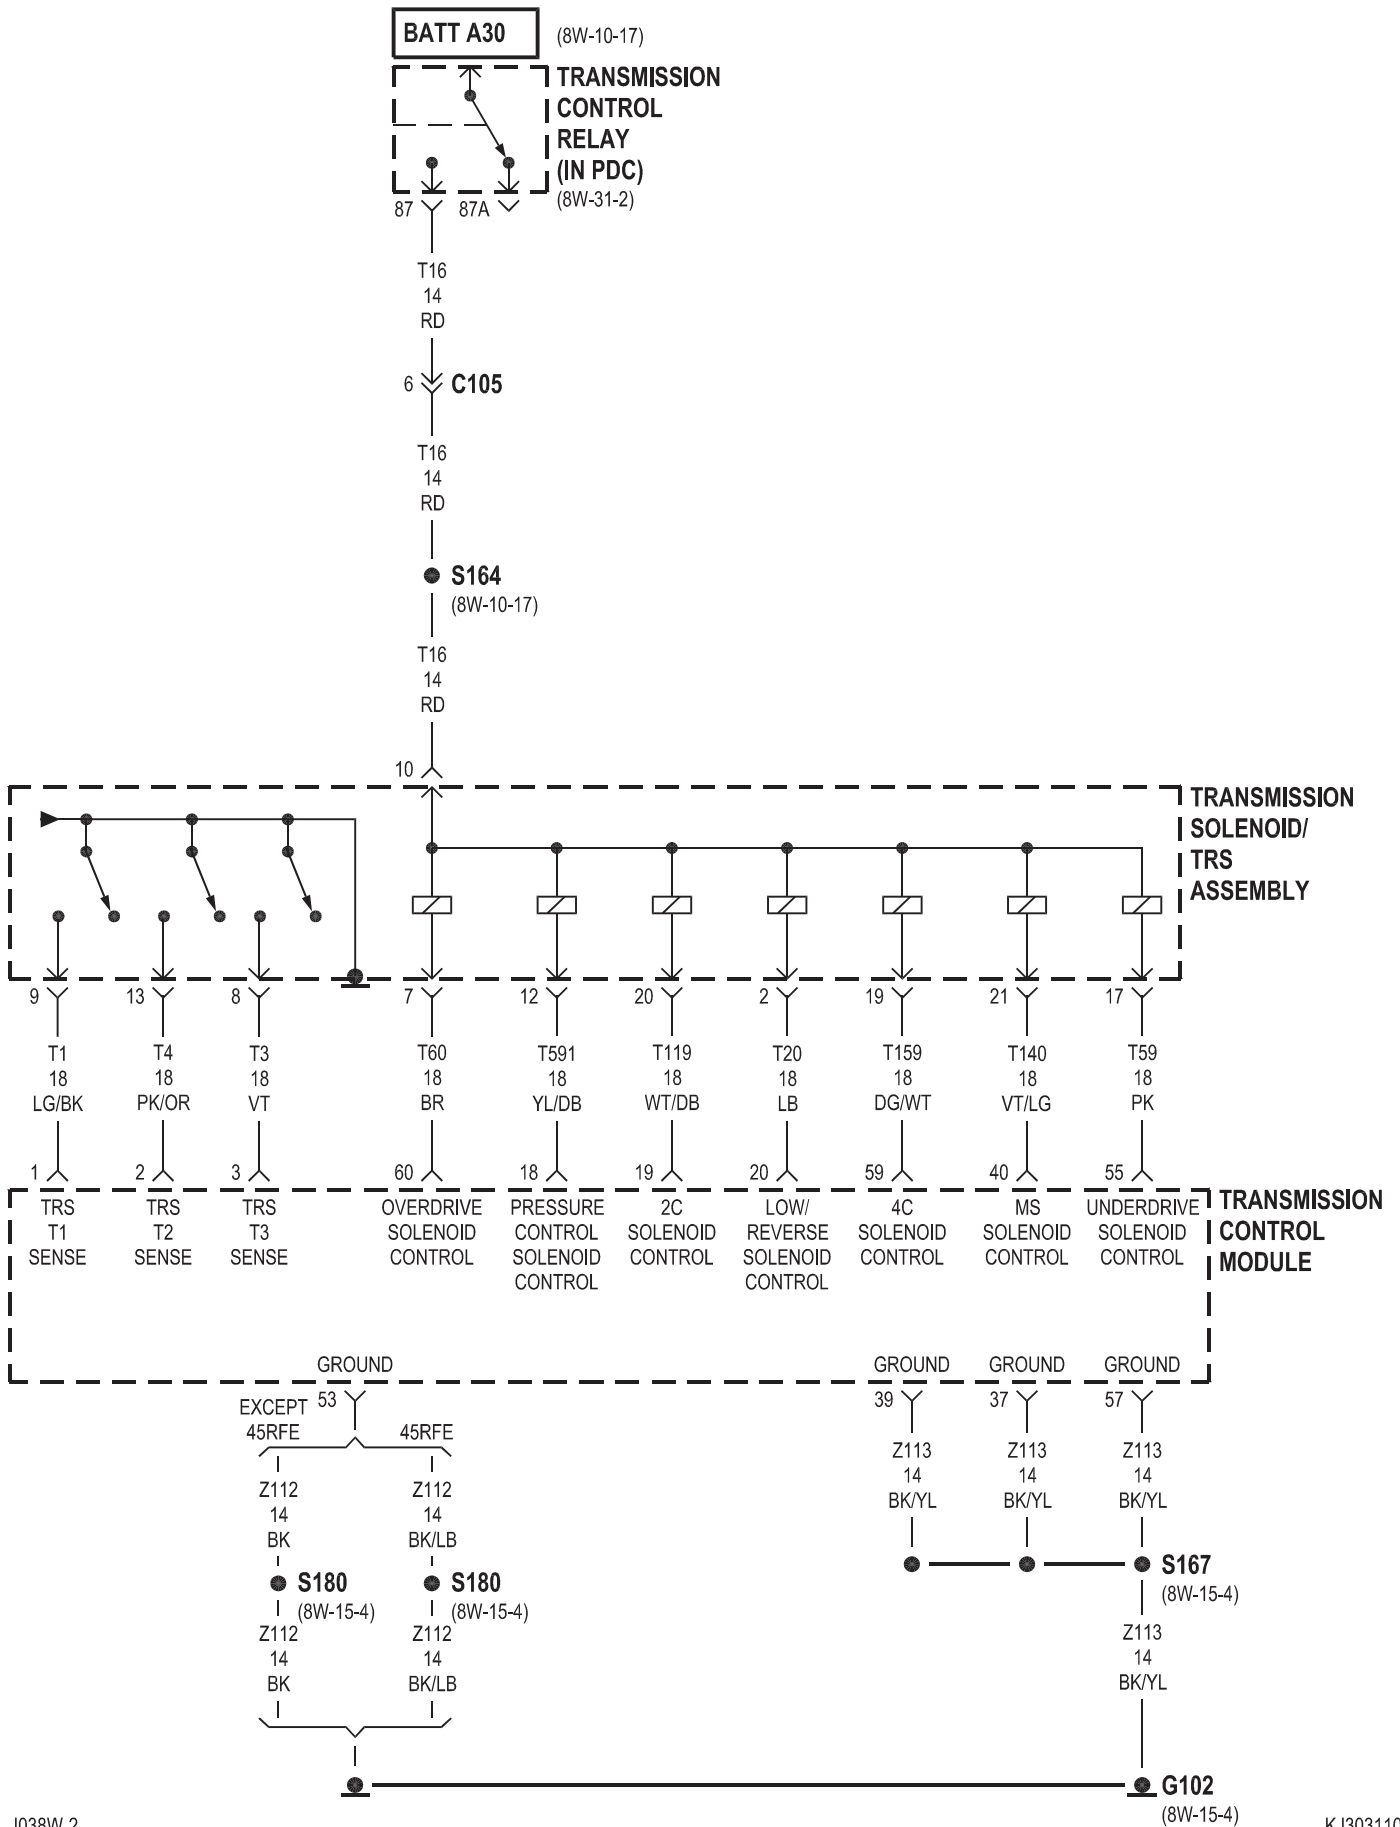 BATT A30 (8W-10-17)
TRANSMISSION
CONTROL
RELAY
(IN PDC)
(8W-31-2)
87 87A
T16
14
RD
6 C105
T16
14
RD
S164
(8W-10-17)
T16
14
RD
10
TRANSMISSION
SOLENOID/
TRS
ASSEMBLY
9 13 8 7 12 20 2 19 21 17
T1 T4 T3 T60 T591 T119 T20 T159 T140 T59
18 18 18 18 18 18 18 18 18 18
LG/BK PK/OR VT BR YL/DB WT/DB LB DG/WT VT/LG PK
1 2 3 60 18 19 20 59 40 55
TRS TRS TRS OVERDRIVE PRESSURE 2C LOW/ 4C MS UNDERDRIVE
T1 T2 T3 SOLENOID CONTROL SOLENOID REVERSE SOLENOID SOLENOID SOLENOID
SENSE SENSE SENSE CONTROL SOLENOID CONTROL SOLENOID CONTROL CONTROL CONTROL
CONTROL CONTROL
TRANSMISSION
CONTROL
MODULE
GROUND GROUND GROUND GROUND
53 39 37 57
EXCEPT
45RFE 45RFE
Z113 Z113 Z113
14 14 14
BK/YL BK/YL BK/YL
Z112 Z112
14 14
BK BK/LB
S167
(8W-15-4)
S180 S180
(8W-15-4) (8W-15-4)
Z112 Z112 Z113
14 14 14
BK BK/LB BK/YL
G102
(8W-15-4)
J038W-2 KJ303110